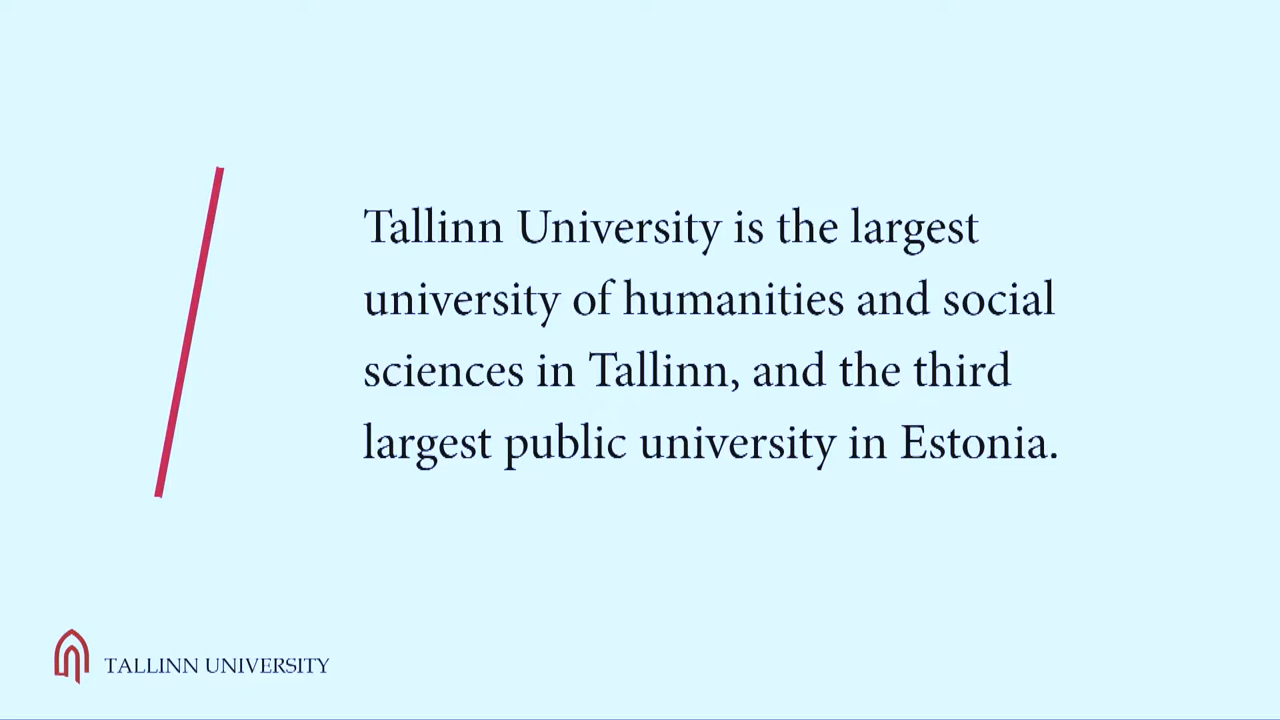 Tallinn University is the largest
university of humanities and social
sciences in Tallinn, and the third
largest public university in Estonia.
TALLINN UNIVERSITY